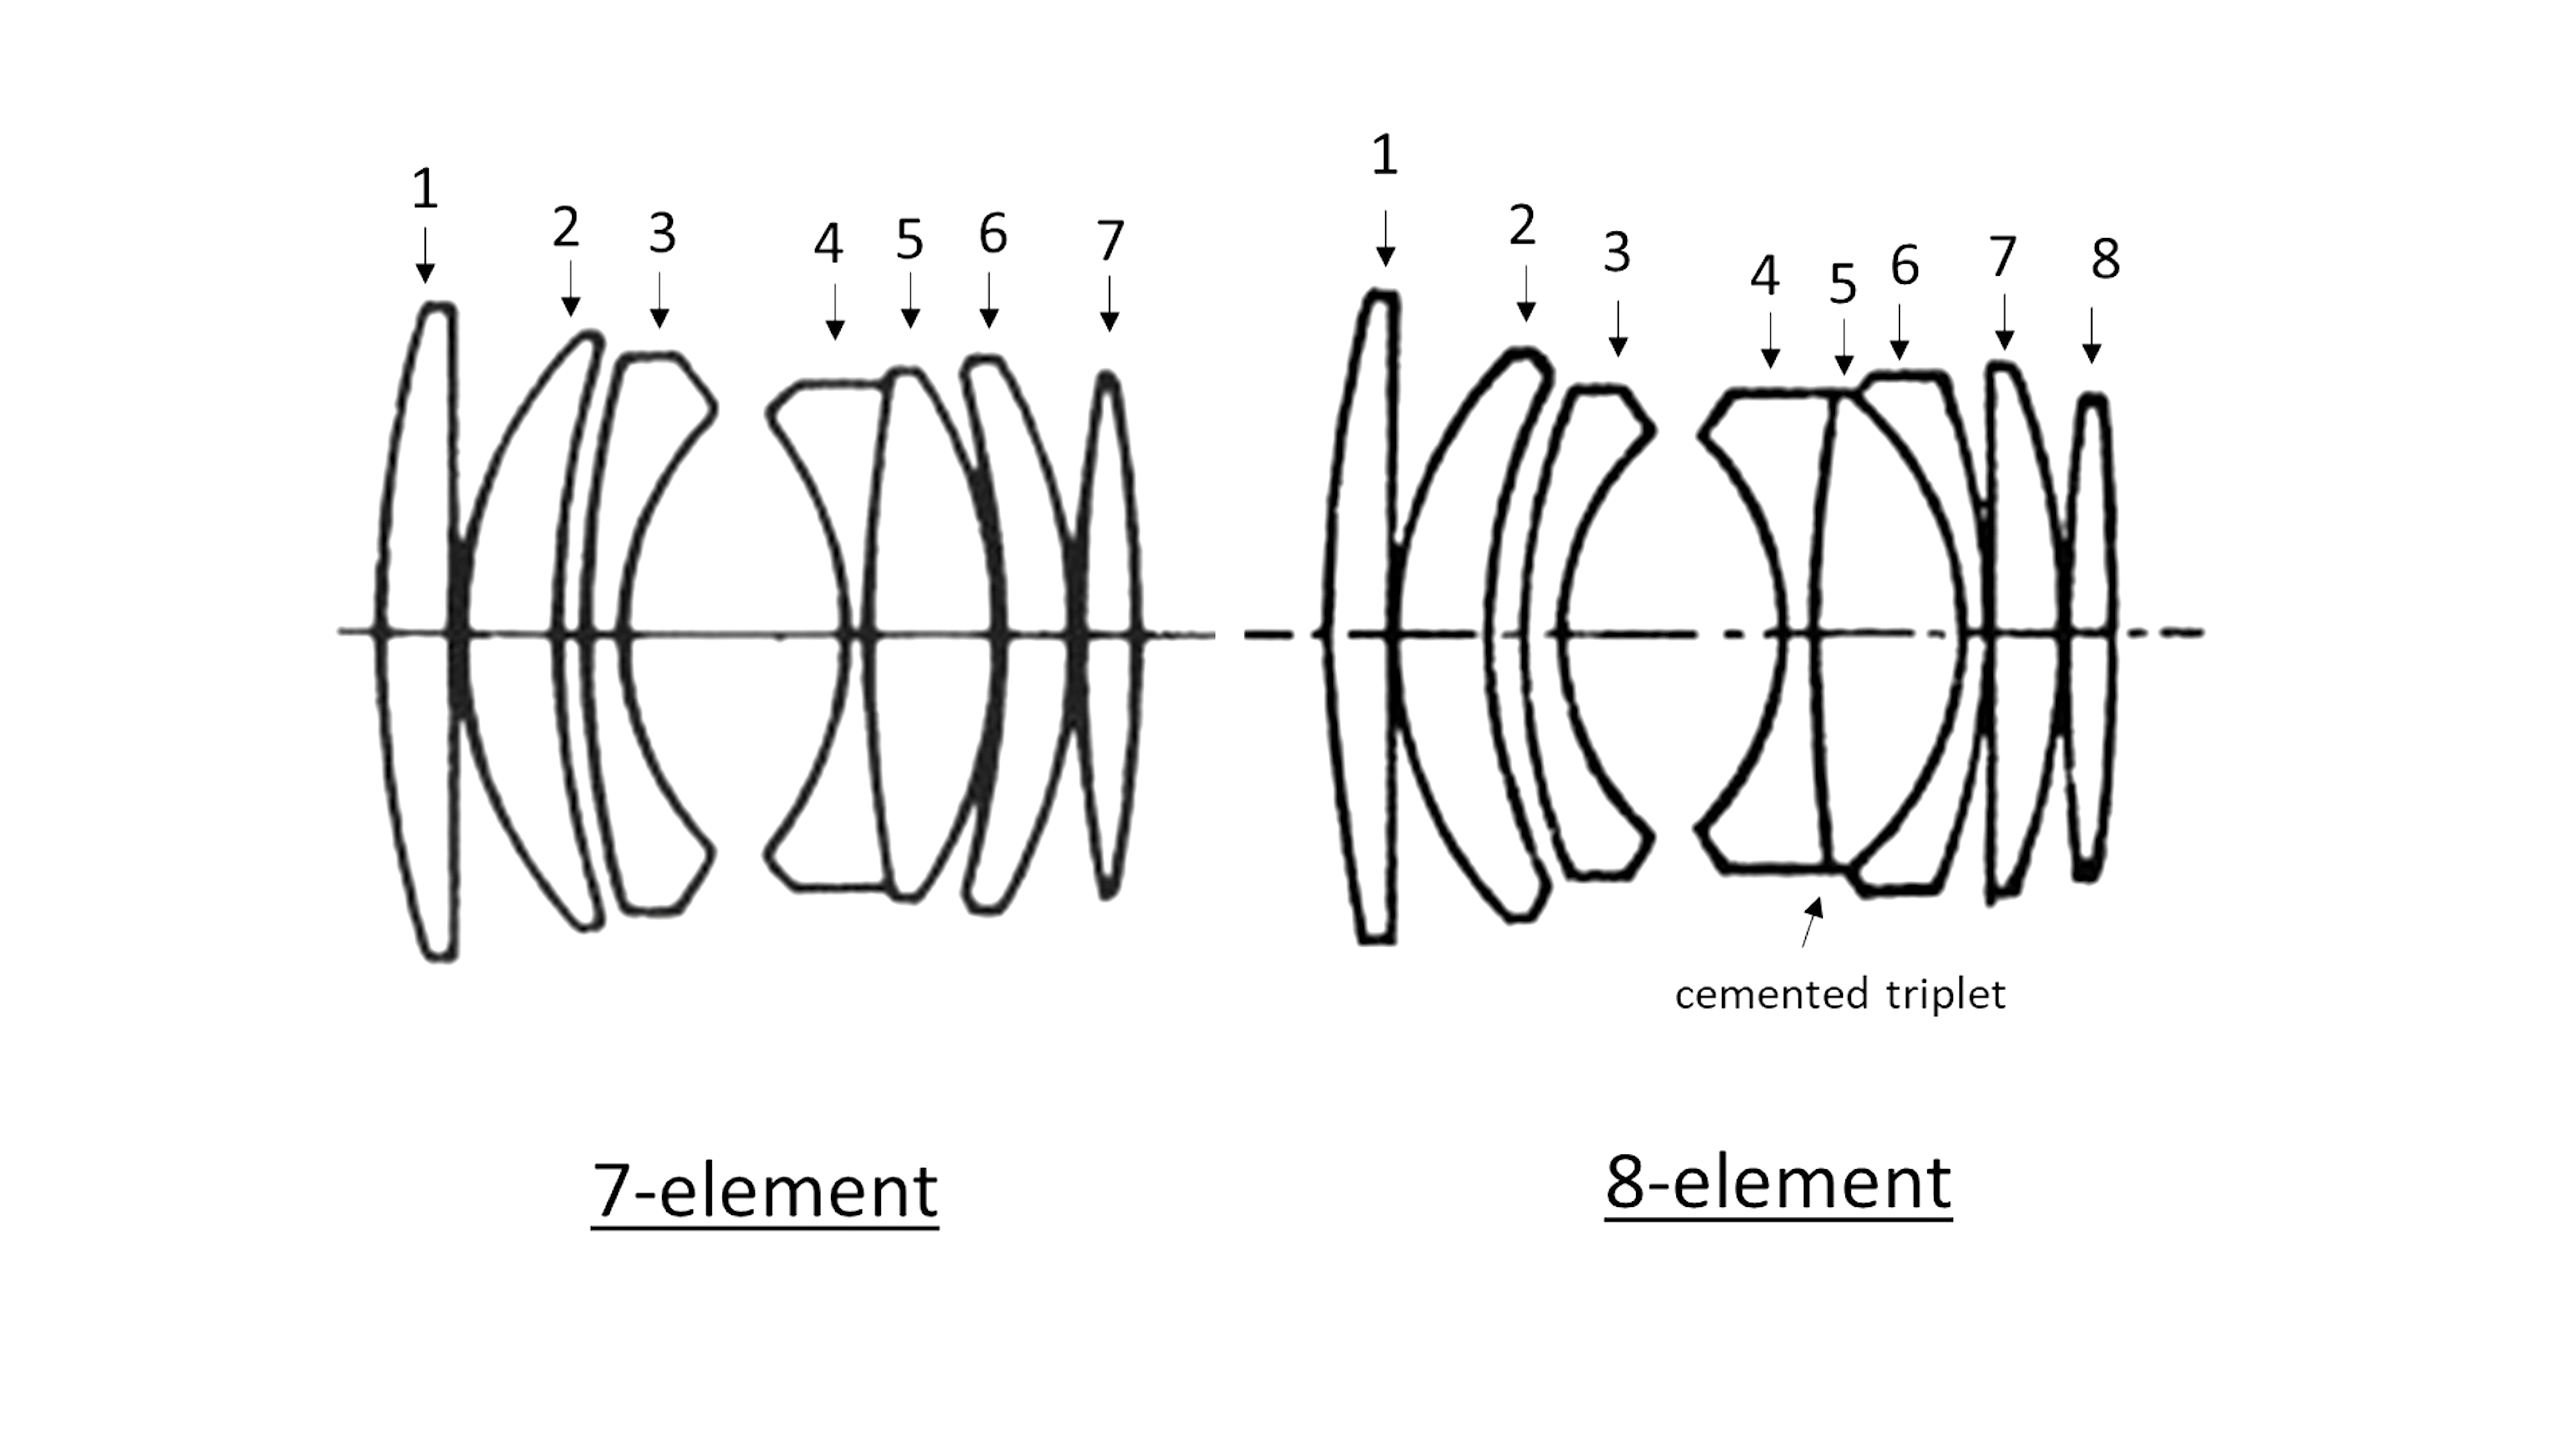 1 2 3 4 5 6 7
1 2 3 4 5 6 7 8
cemented triplet
7-element
8-element